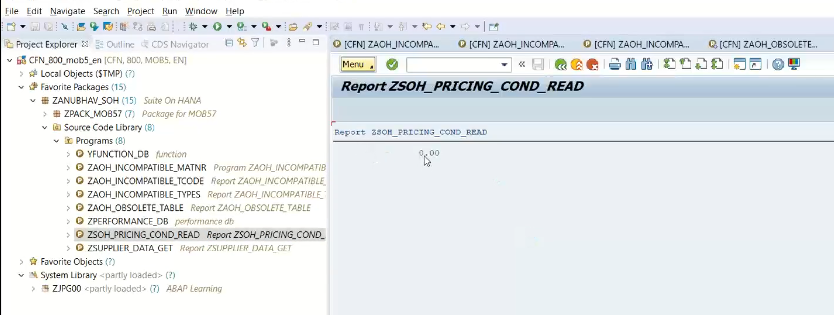 File Edit Navigate Search Project Run Window Help
Project Explorer Outline CDS Navigator
CFN_800_mob5_en [CFN, 800, MOB5, EN]
Local Objects ($TMP) (?)
Favorite Packages (15)
ZANUBHAV_SOH (15) Suite On HANA
ZPACK_MOB57 (7) Package for MOB57
Source Code Library (8)
Programs (8)
YFUNCTION_DB function
ZAOH_INCOMPATIBLE_MATNR Program ZAOH_INCOMPATIB
ZAOH_INCOMPATIBLE_TCODE Report ZAOH_INCOMPATIBLE_
ZAOH_INCOMPATIBLE_TYPES Report ZAOH_INCOMPATIBLE_
ZAOH_OBSOLETE_TABLE Report ZAOH_OBSOLETE_TABLE
ZPERFORMANCE_DB performance db
ZSOH_PRICING_COND_READ Report ZSOH_PRICING_COND_
ZSUPPLIER_DATA_GET Report ZSUPPLIER_DATA_GET
Favorite Objects (?)
System Library <partly loaded> (?)
ZJPG00 <partly loaded> (?) ABAP Learning
[CFN] ZAOH_INCOMPA... [CFN] ZAOH_INCOMPA... [CFN] ZAOH_INCOMPA... [CFN] ZAOH_OBSOLETE...
Menu
Report ZSOH_PRICING_COND_READ
Report ZSOH_PRICING_COND_READ
0.00